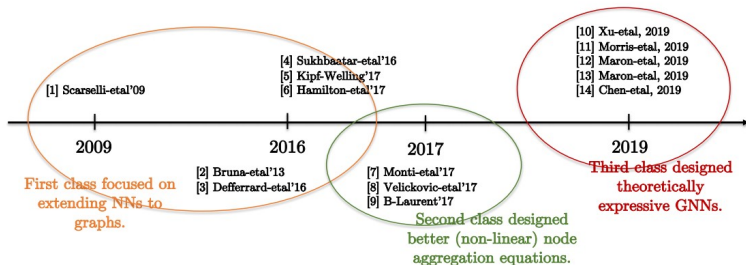 [10] Xu-etal, 2019
[11] Morris-etal, 2019
[12] Maron-etal, 2019
[13] Maron-etal, 2019
[14] Chen-etal, 2019
[4] Sukhbaatar-etal'16
[5] Kipf-Welling'17
[6] Hamilton-etal'17
[1] Scarselli-etal'09
2009
2016
2017
2019
[2] Bruna-etal'13
[3] Defferrard-etal'16
[7] Monti-etal'17
[8] Velickovic-etal'17
[9] B-Laurent'17
First class focused on
extending NNs to
graphs.
Second class designed
better (non-linear) node
aggregation equations.
Third class designed
theoretically
expressive GNNs.